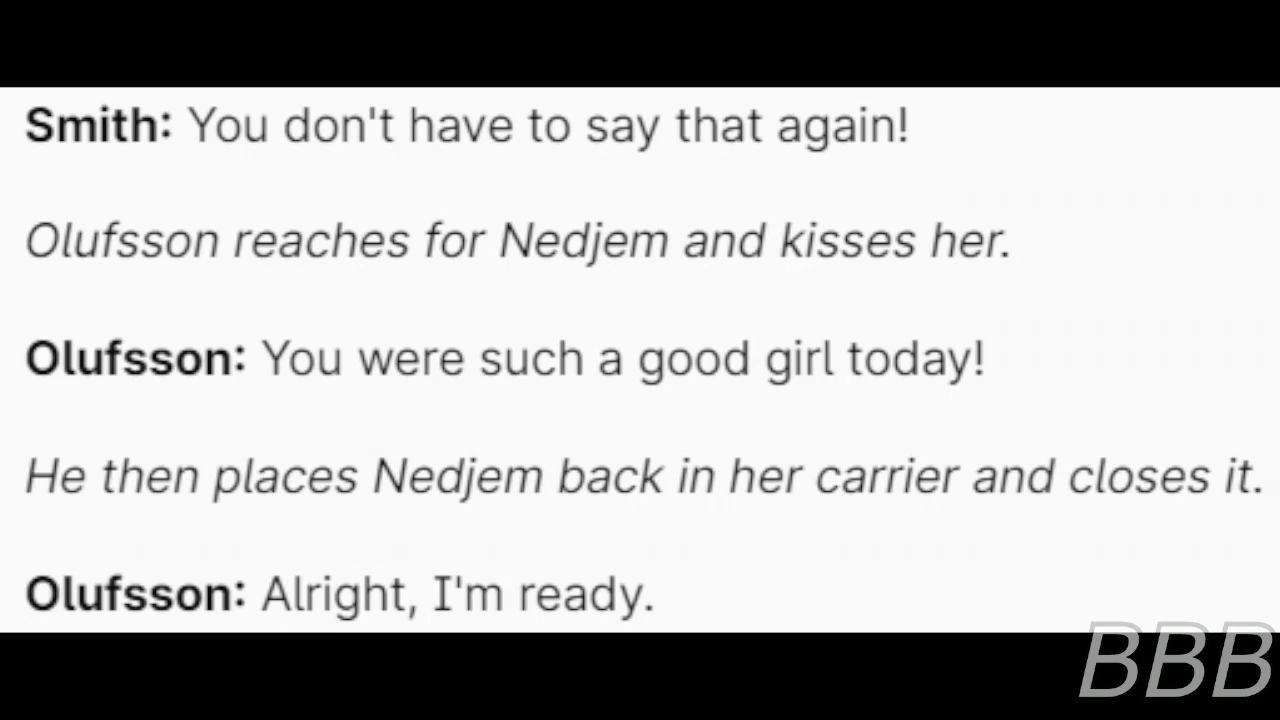 Smith: You don't have to say that again!
Olufsson reaches for Nedjem and kisses her.
Olufsson: You were such a good girl today!
He then places Nedjem back in her carrier and closes it.
Olufsson: Alright, I'm ready.
BBB